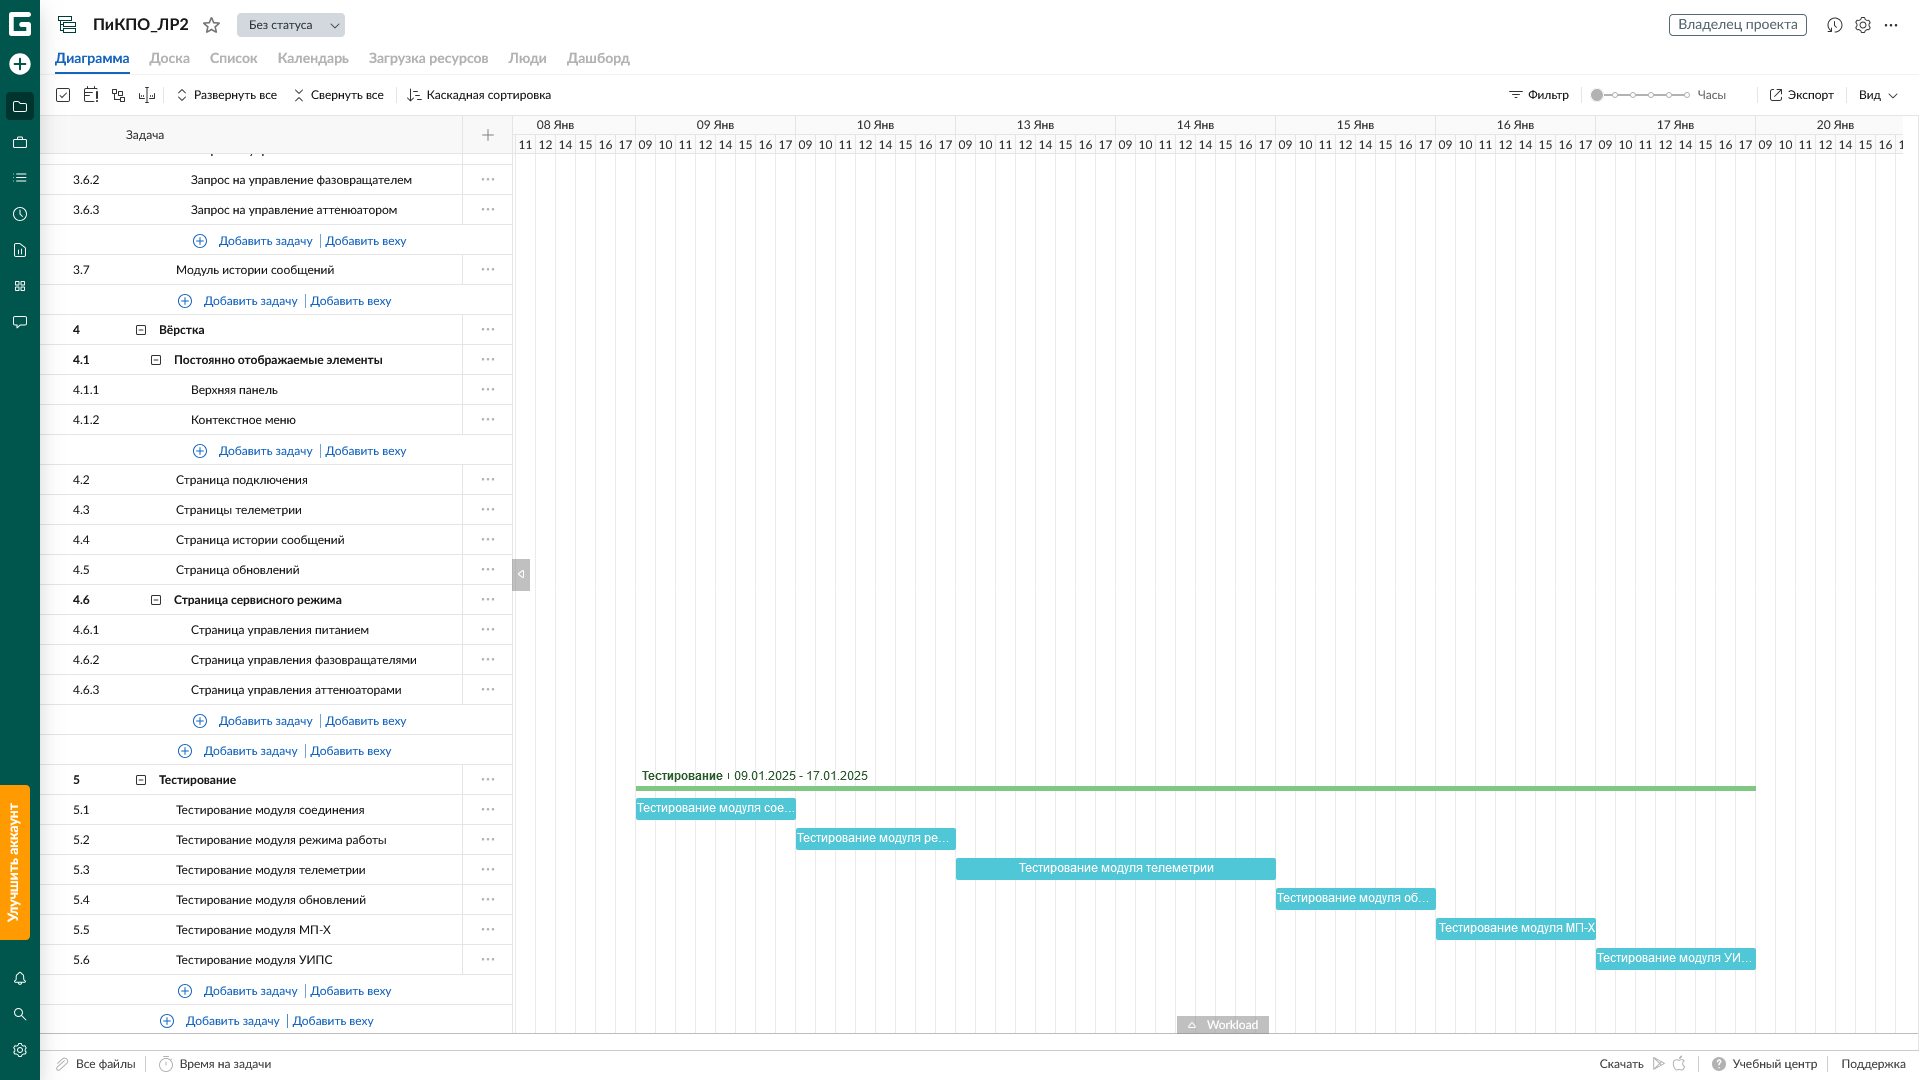 ПиКПО_ЛР2
Без статуса
Владелец проекта
Диаграмма Доска Список Календарь Загрузка ресурсов Люди Дашборд
Развернуть все Свернуть все Каскадная сортировка
Фильтр Часы Экспорт Вид
Задача
08 Янв 09 Янв 10 Янв 13 Янв 14 Янв 15 Янв 16 Янв 17 Янв 20 Янв
11 12 14 15 16 17 09 10 11 12 14 15 16 17 09 10 11 12 14 15 16 17 09 10 11 12 14 15 16 17 09 10 11 12 14 15 16 17 09 10 11 12 14 15 16 17 09 10 11 12 14 15 16 17 09 10 11 12 14 15 16 17 09 10 11 12 14 15 16
3.6.2 Запрос на управление фазовращателем
3.6.3 Запрос на управление аттенюатором
Добавить задачу | Добавить веху
3.7 Модуль истории сообщений
Добавить задачу | Добавить веху
4 Вёрстка
4.1 Постоянно отображаемые элементы
4.1.1 Верхняя панель
4.1.2 Контекстное меню
Добавить задачу | Добавить веху
4.2 Страница подключения
4.3 Страницы телеметрии
4.4 Страница истории сообщений
4.5 Страница обновлений
4.6 Страница сервисного режима
4.6.1 Страница управления питанием
4.6.2 Страница управления фазовращателями
4.6.3 Страница управления аттенюаторами
Добавить задачу | Добавить веху
Добавить задачу | Добавить веху
5 Тестирование
Тестирование 09.01.2025 - 17.01.2025
5.1 Тестирование модуля соединения
Тестирование модуля сое...
5.2 Тестирование модуля режима работы
Тестирование модуля ре...
5.3 Тестирование модуля телеметрии
Тестирование модуля телеметрии
5.4 Тестирование модуля обновлений
Тестирование модуля об...
5.5 Тестирование модуля МП-Х
Тестирование модуля МП-Х
5.6 Тестирование модуля УИПС
Тестирование модуля УИ...
Добавить задачу | Добавить веху
Добавить задачу | Добавить веху
Workload
Улучшить аккаунт
Все файлы Время на задачи
Скачать Учебный центр Поддержка